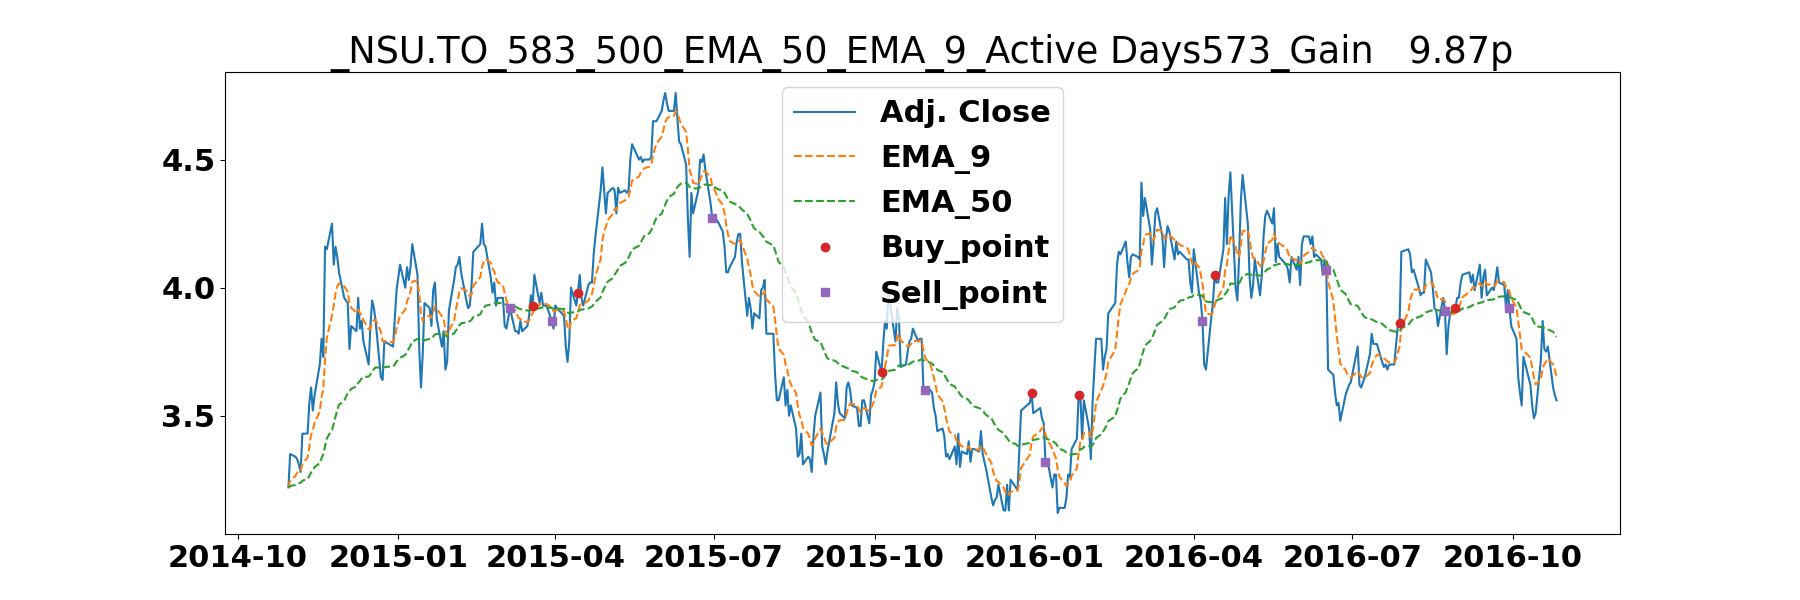 _NSU.TO_583_500_EMA_50_EMA_9_Active Days573_Gain   9.87p
Adj. Close
EMA_9
EMA_50
Buy_point
Sell_point
4.5
4.0
3.5
2014-10 2015-01 2015-04 2015-07 2015-10 2016-01 2016-04 2016-07 2016-10